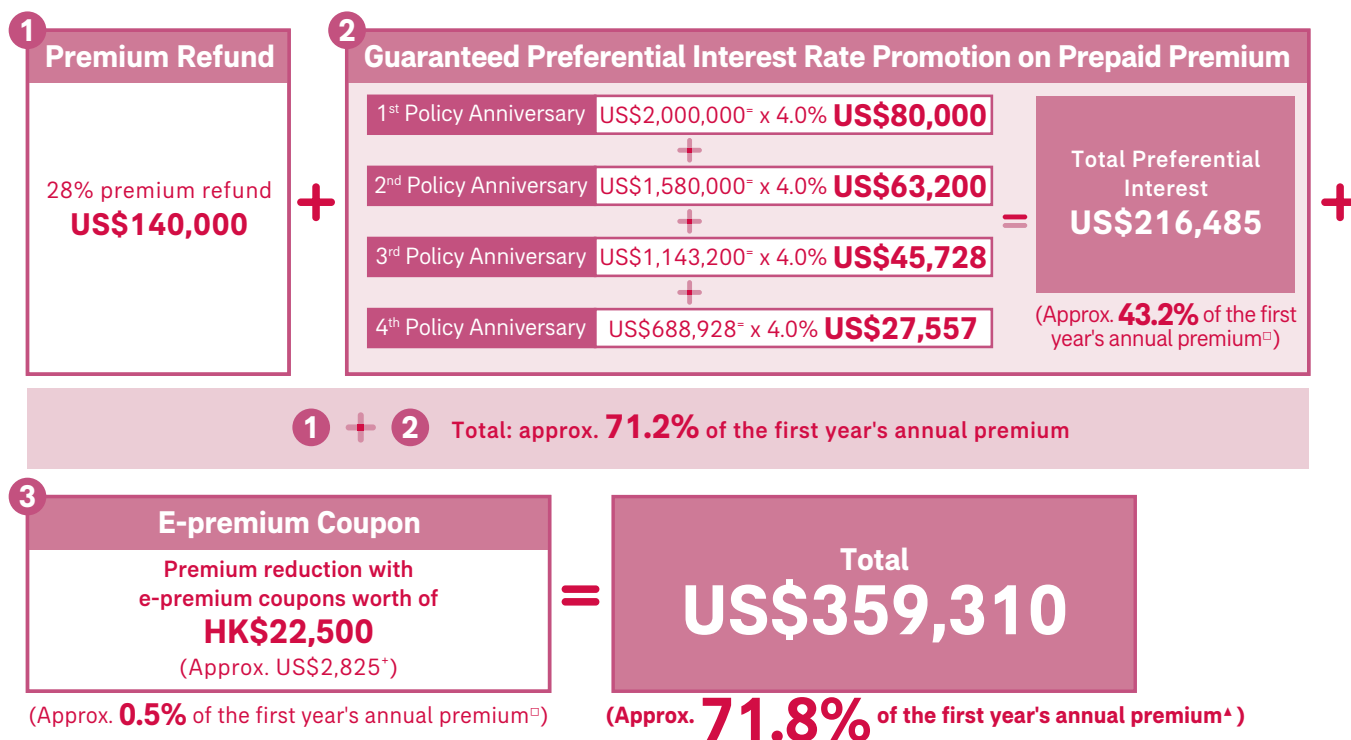 1
Premium Refund
28% premium refund
US$140,000
+
2
Guaranteed Preferential Interest Rate Promotion on Prepaid Premium
1st Policy Anniversary US$2,000,000= x 4.0% US$80,000
+
2nd Policy Anniversary US$1,580,000= x 4.0% US$63,200
+
3rd Policy Anniversary US$1,143,200= x 4.0% US$45,728
+
4th Policy Anniversary US$688,928= x 4.0% US$27,557
=
Total Preferential
Interest
US$216,485
(Approx. 43.2% of the first
year's annual premium□)
+
1 + 2 Total: approx. 71.2% of the first year's annual premium
3
E-premium Coupon
Premium reduction with
e-premium coupons worth of
HK$22,500
(Approx. US$2,825+)
(Approx. 0.5% of the first year's annual premium□)
=
Total
US$359,310
(Approx. 71.8% of the first year's annual premium▲)